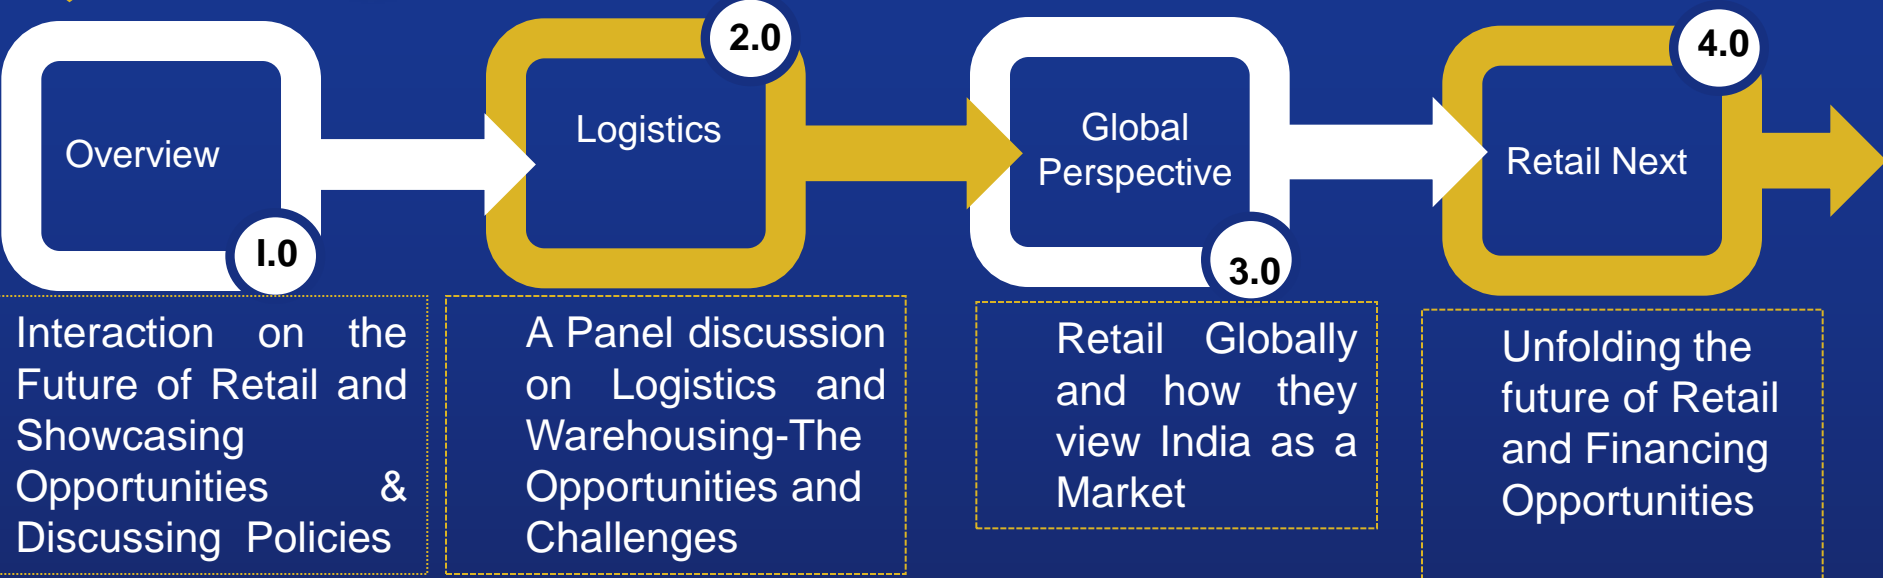 Overview
I.0
Interaction on the
Future of Retail and
Showcasing
Opportunities &
Discussing Policies
Logistics
2.0
A Panel discussion
on Logistics and
Warehousing-The
Opportunities and
Challenges
Global
Perspective
3.0
Retail Globally
and how they
view India as a
Market
Retail Next
4.0
Unfolding the
future of Retail
and Financing
Opportunities